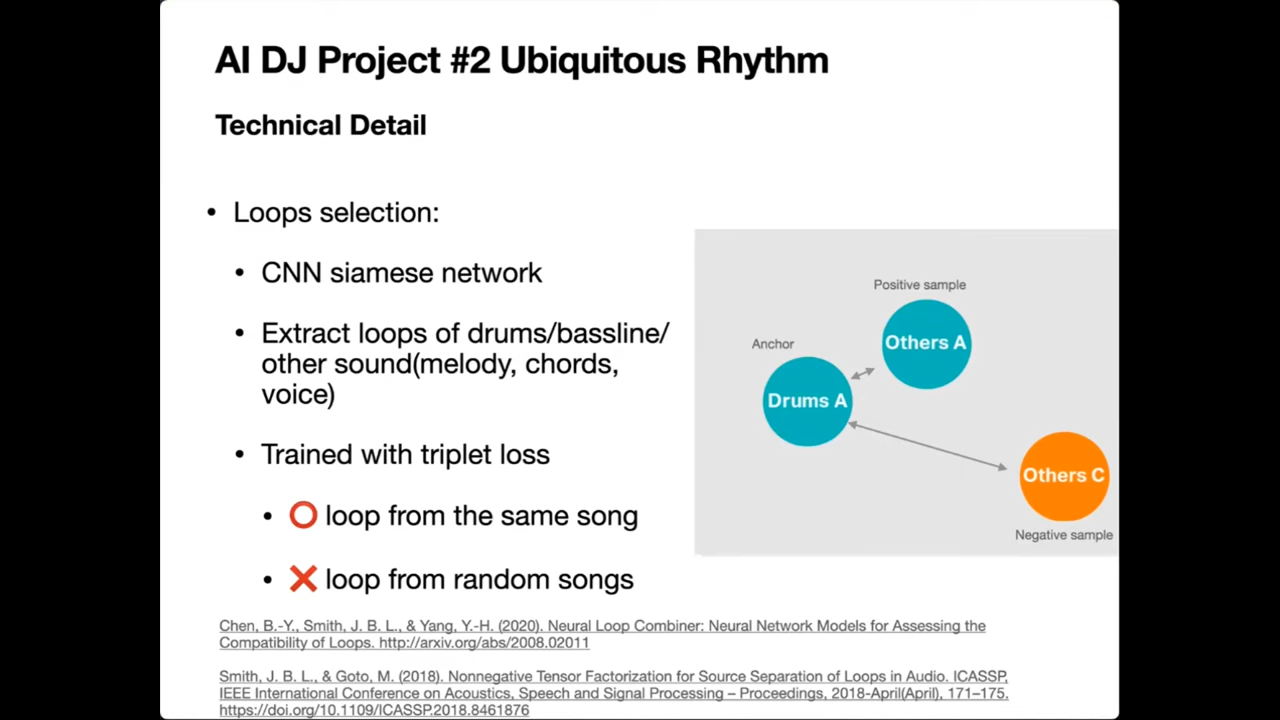 AI DJ Project #2 Ubiquitous Rhythm
Technical Detail
• Loops selection:
• CNN siamese network
• Extract loops of drums/bassline/
other sound(melody, chords,
voice)
• Trained with triplet loss
• ⭕ loop from the same song
• ❌ loop from random songs
Positive sample
Others A
Anchor
Drums A
Others C
Negative sample
Chen, B.-Y., Smith, J. B. L., & Yang, Y.-H. (2020). Neural Loop Combiner: Neural Network Models for Assessing the
Compatibility of Loops. http://arxiv.org/abs/2008.02011
Smith, J. B. L., & Goto, M. (2018). Nonnegative Tensor Factorization for Source Separation of Loops in Audio. ICASSP,
IEEE International Conference on Acoustics, Speech and Signal Processing – Proceedings, 2018-April(April), 171–175.
https://doi.org/10.1109/ICASSP.2018.8461876